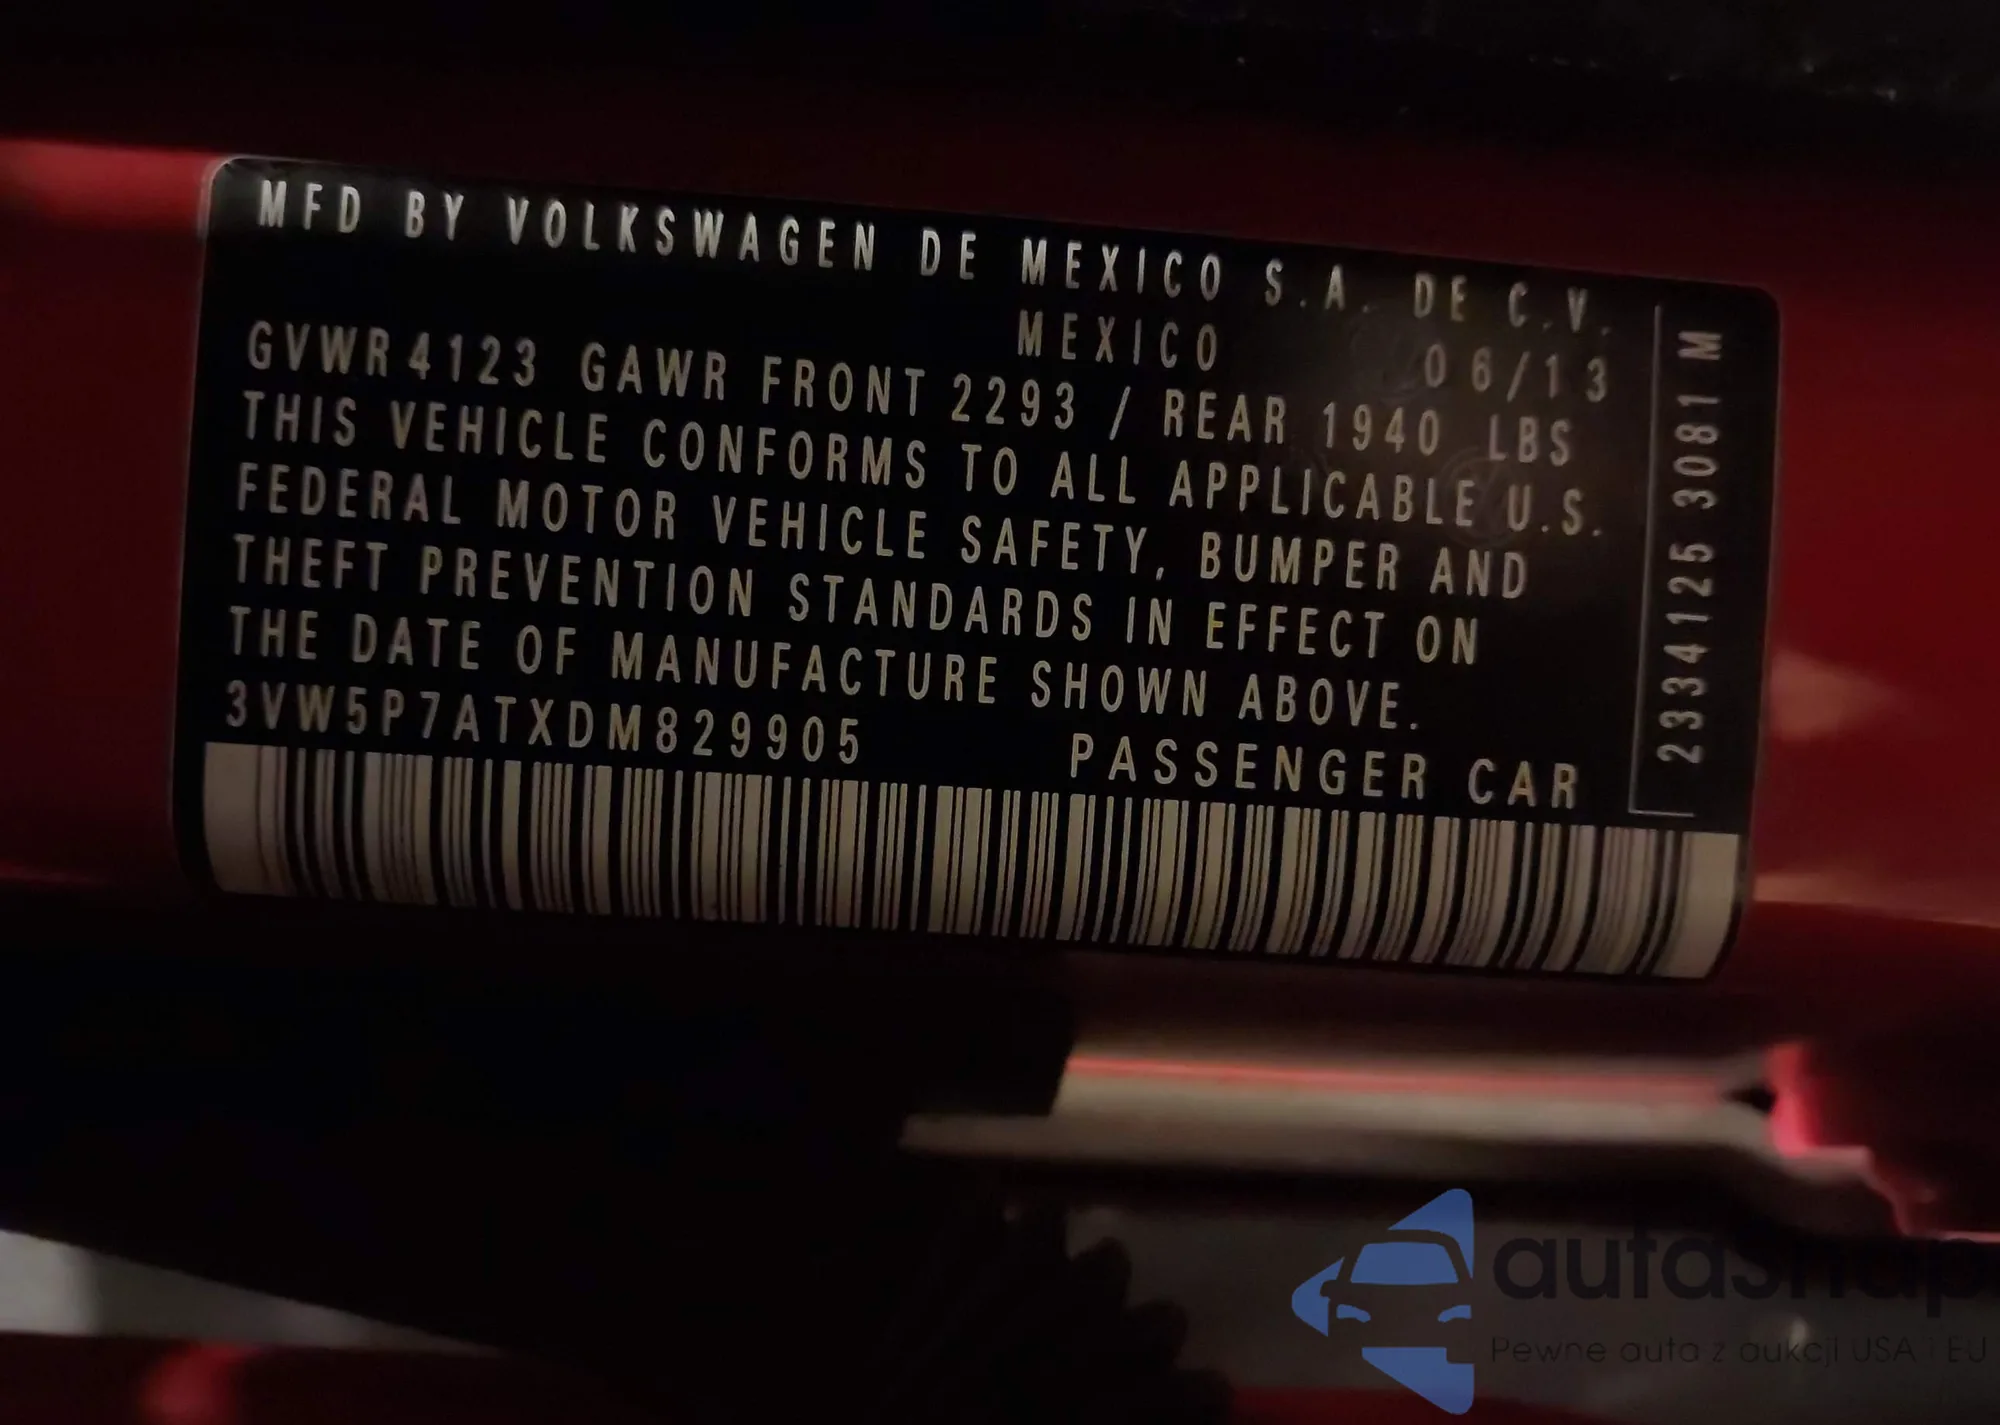 MFD BY VOLKSWAGEN DE MEXICO S.A. DE C.V.
MEXICO 06/13
GVWR 4123 GAWR FRONT 2293 / REAR 1940 LBS
THIS VEHICLE CONFORMS TO ALL APPLICABLE U.S.
FEDERAL MOTOR VEHICLE SAFETY, BUMPER AND
THEFT PREVENTION STANDARDS IN EFFECT ON
THE DATE OF MANUFACTURE SHOWN ABOVE.
3VW5P7ATXDM829905 PASSENGER CAR
2334125 3081 M
autasnap
Pewne auta z aukcji USA i EU